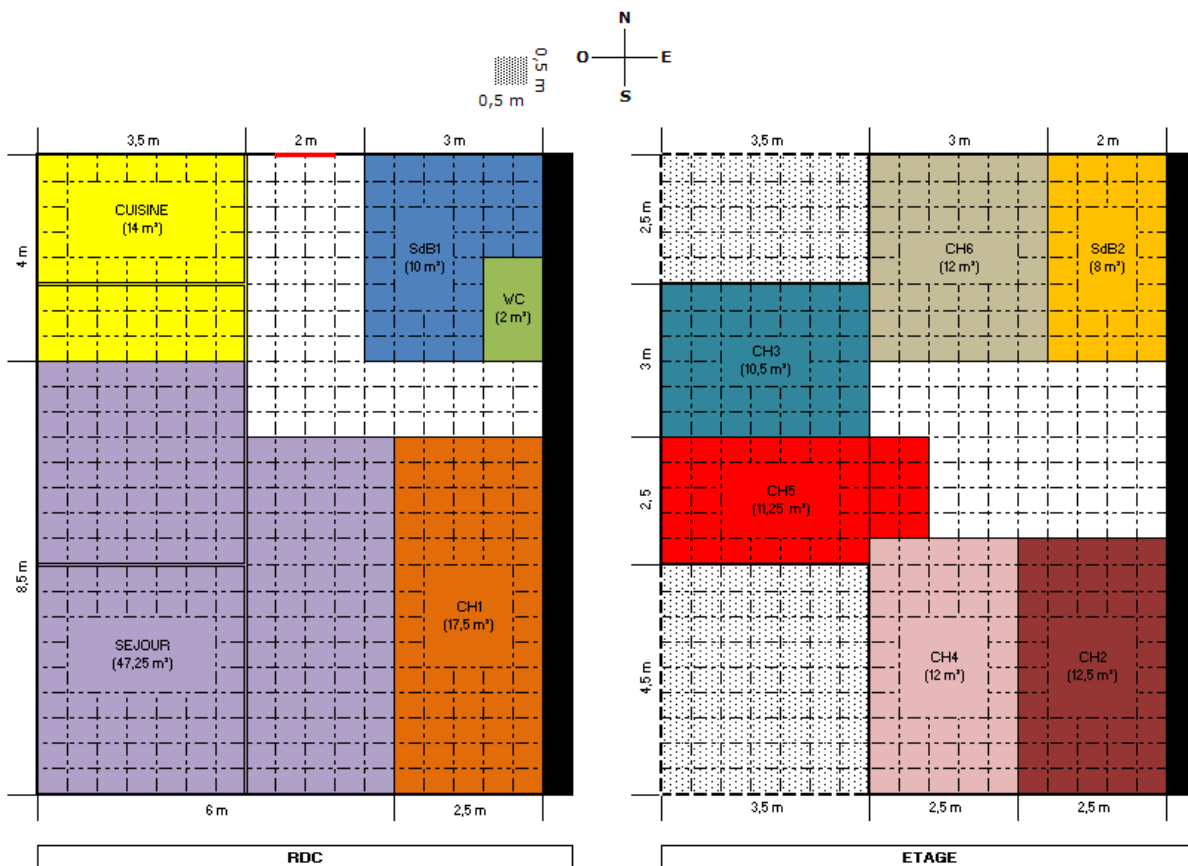 N
O E
S
0,5 m
0,5 m
3,5 m
2 m
3 m
4 m
8,5 m
CUISINE
(14 m²)
SdB1
(10 m²)
WC
(2 m²)
SEJOUR
(47,25 m²)
CH1
(17,5 m²)
6 m
2,5 m
RDC
3,5 m
3 m
2 m
2,5 m
3 m
2,5
4,5 m
CH6
(12 m²)
SdB2
(8 m²)
CH3
(10,5 m²)
CH5
(11,25 m²)
CH4
(12 m²)
CH2
(12,5 m²)
3,5 m
2,5 m
2,5 m
ETAGE